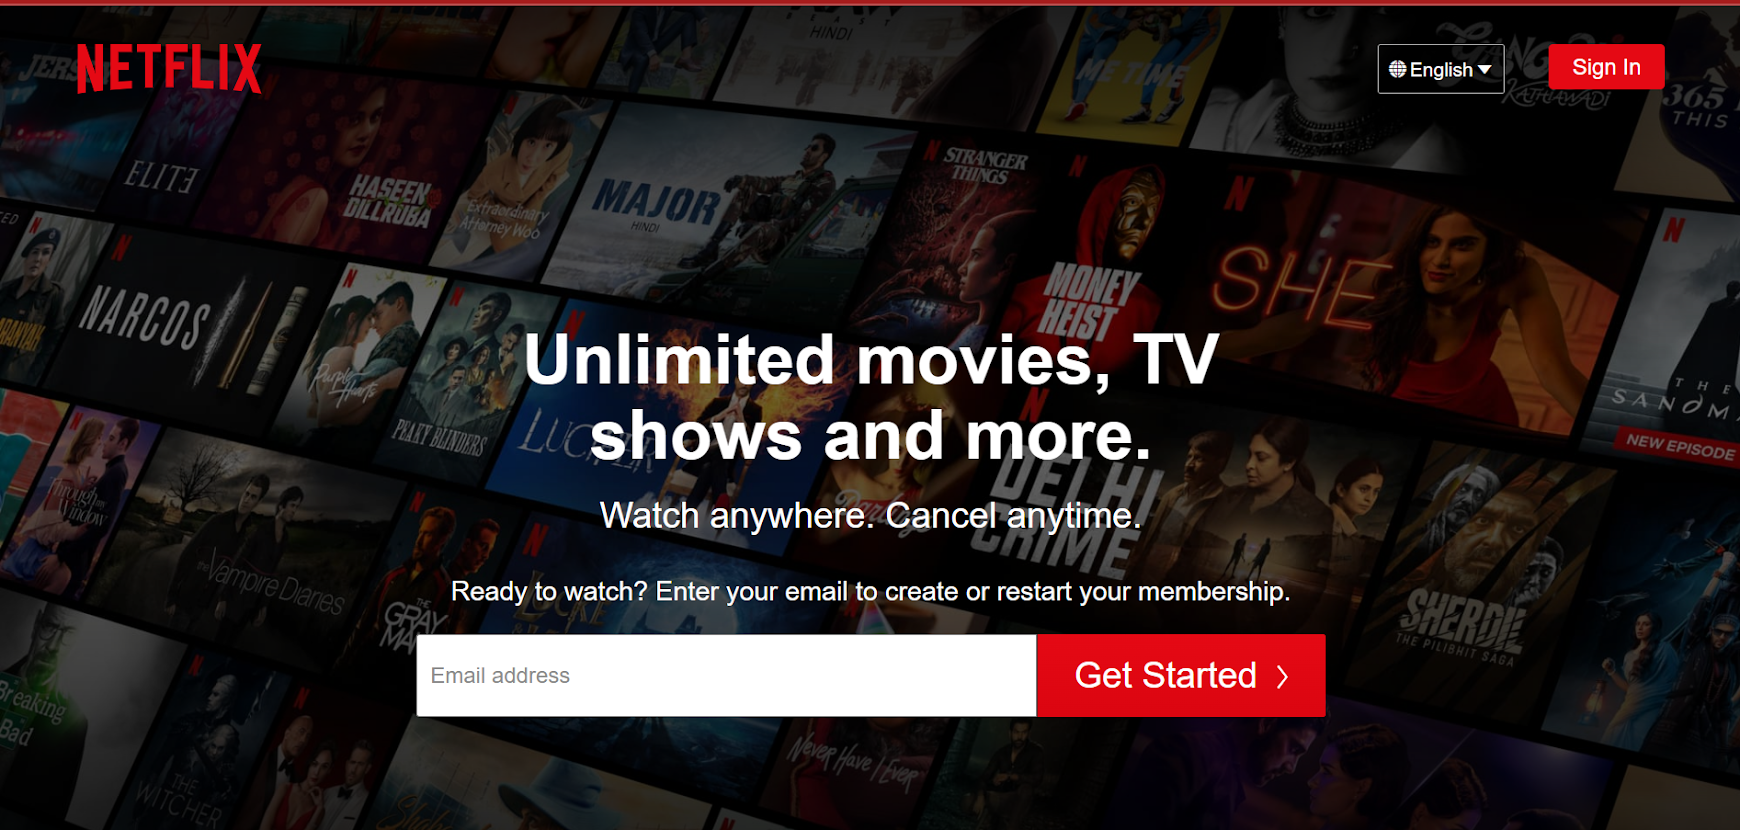 NETFLIX
English
Sign In
BEAST
HINDI
ME TIME
KATHIAWADI
365
THIS
ELITE
HASEEN
DILLRUBA
Extraordinary
Attorney Woo
MAJOR
HINDI
STRANGER
THINGS
MONEY
HEIST
SHE
NARCOS
Purple
Hearts
PEAKY BLINDERS
LUCIFER
THE
NEW EPISODE
Unlimited movies, TV
shows and more.
Watch anywhere. Cancel anytime.
Through my
window
the Vampire Diaries
THE
GRAY
DELHI
CRIME
SHERDIL
THE PILIBHIT SAGA
Ready to watch? Enter your email to create or restart your membership.
Email address
Get Started
Breaking
Bad
THE
WITCHER
Never Have I Ever